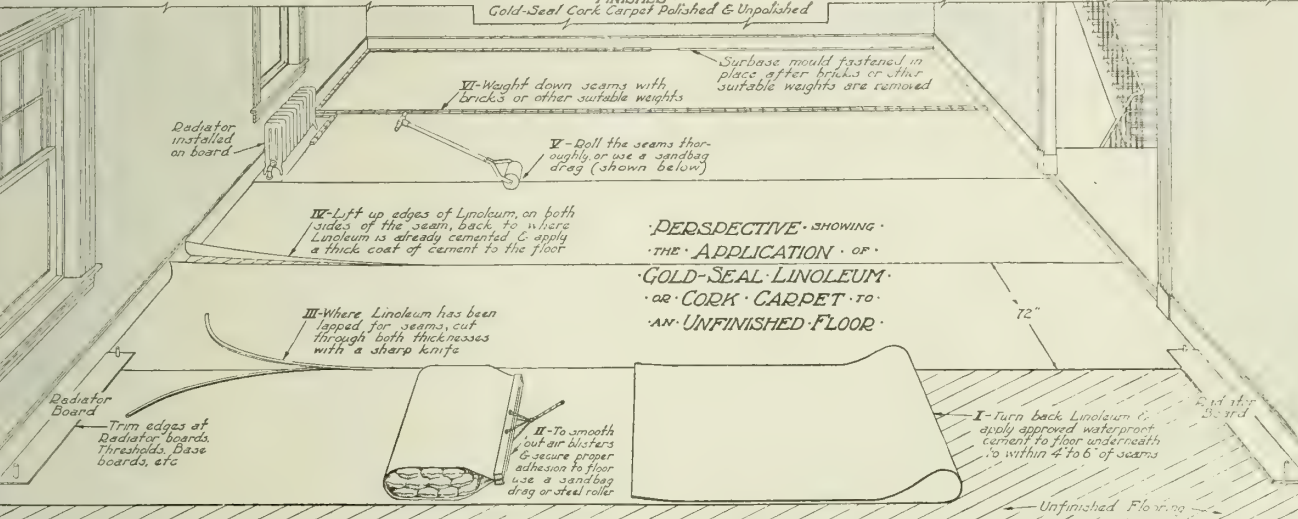 FINISHED
Gold-Seal Cork Carpet Polished & Unpolished
Surbase mould fastened in
place after bricks or other
suitable weights are removed
VI-Weight down seams with
bricks or other suitable weights
Radiator
installed
on board
V-Roll the seams thor-
oughly, or use a sandbag
drag (shown below)
IV-Lift up edges of Linoleum, on both
sides of the seam, back to where
Linoleum is already cemented & apply
a thick coat of cement to the floor
·PERSPECTIVE· SHOWING ·
· THE · APPLICATION · OF ·
·GOLD-SEAL·LINOLEUM·
· OR · CORK · CARPET · TO ·
·AN· UNFINISHED·FLOOR·
72"
III-Where Linoleum has been
lapped for seams, cut
through both thicknesses
with a sharp knife
Radiator
Board
Trim edges at
Radiator boards,
Thresholds, Base
boards, etc
II-To smooth
out air blisters
& secure proper
adhesion to floor
use a sandbag
drag or steel roller
I-Turn back Linoleum &
apply approved waterproof
cement to floor underneath
to within 4" to 6" of seams
Radiator
Board
Unfinished Flooring